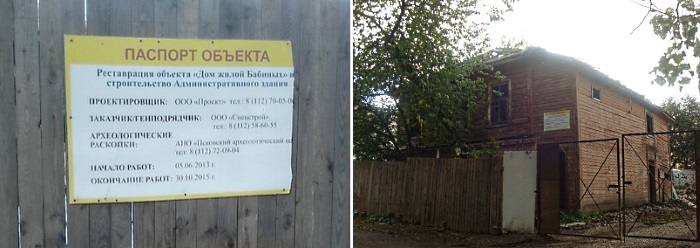 ПАСПОРТ ОБЪЕКТА
Реставрация объекта «Дом жилой Бабиных» и
строительство Административного здания
ПРОЕКТИРОВЩИК: ООО «Проект» тел.: 8 (112) 70-05-0
ЗАКАЗЧИК/ГЕНПОДРЯДЧИК: ООО «Спецстрой»
тел.: 8 (112) 58-60-55
АРХЕОЛОГИЧЕСКИЕ
РАСКОПКИ: АНО «Псковский археологический
тел: 8 (112) 72-09-04
НАЧАЛО РАБОТ: 05.06.2013 г.
ОКОНЧАНИЕ РАБОТ: 30.10.2015 г.